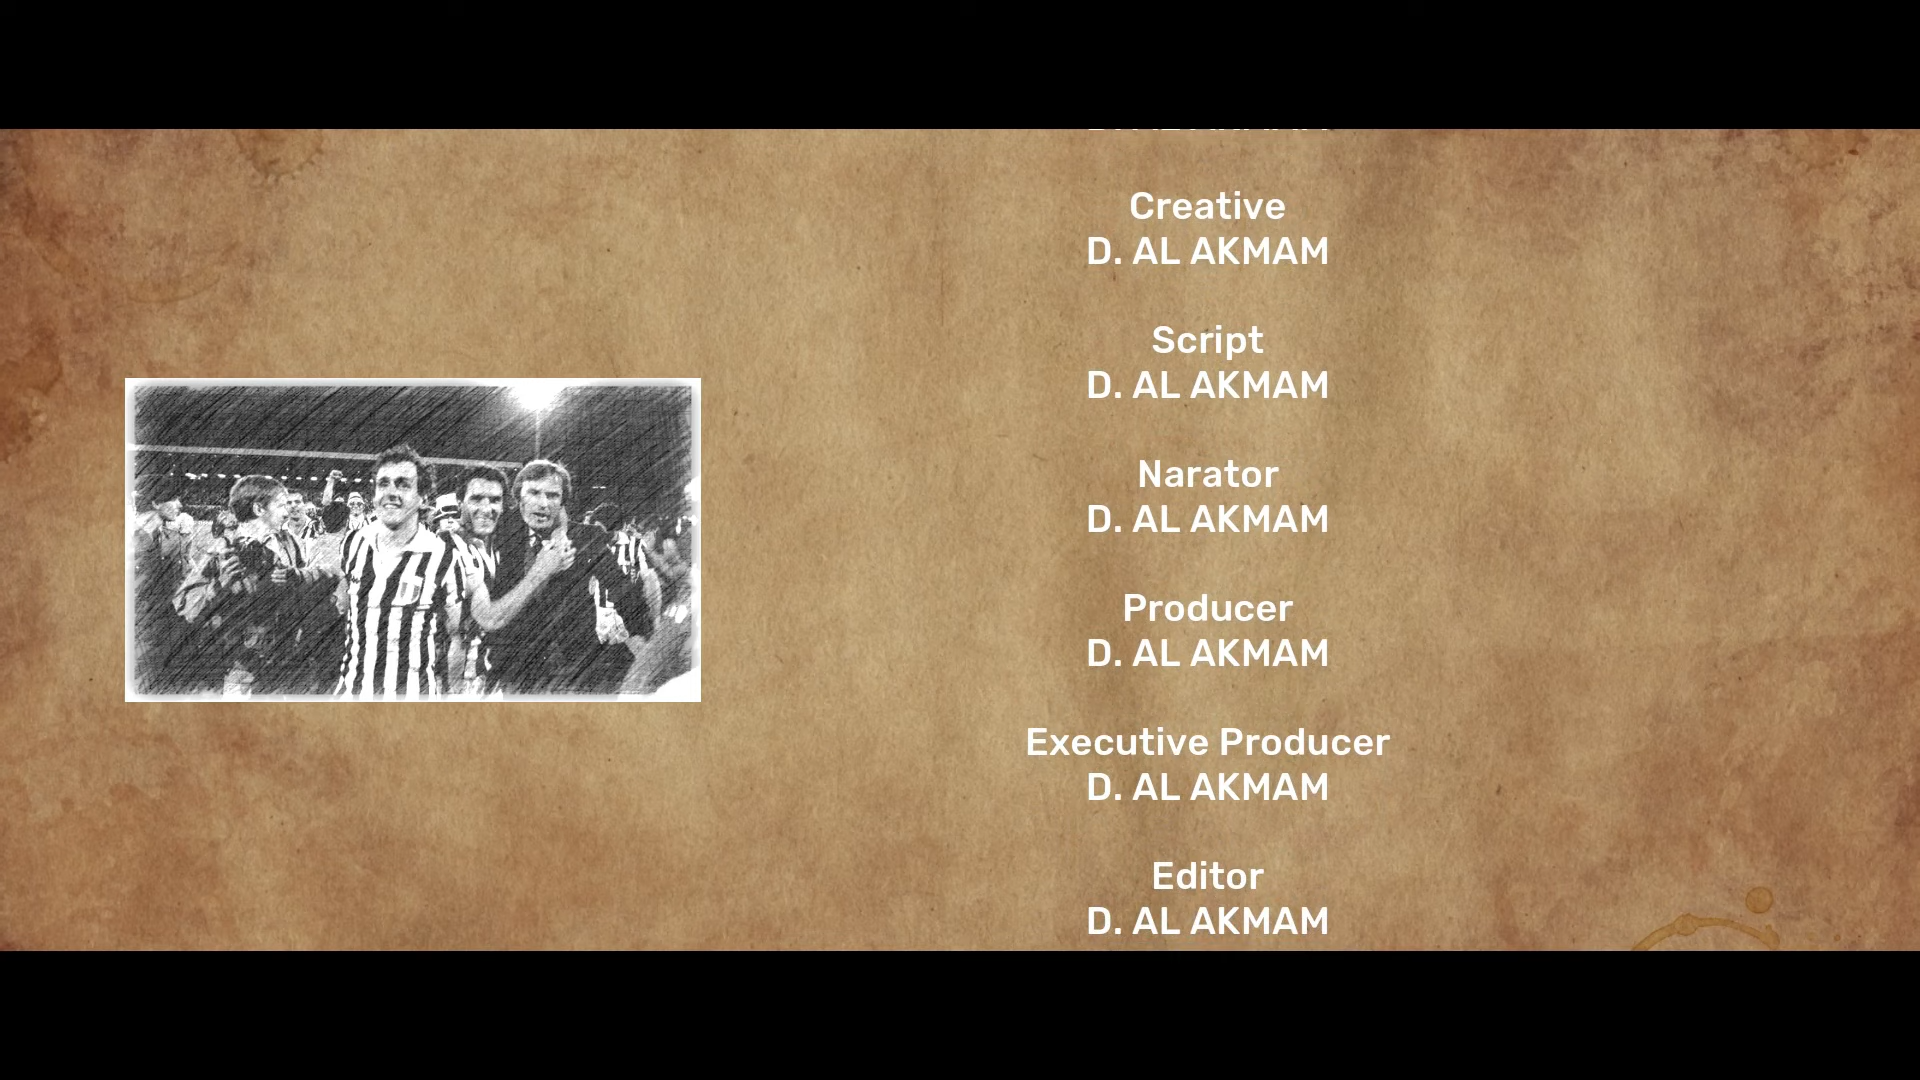 Creative
D. AL AKMAM
Script
D. AL AKMAM
Narator
D. AL AKMAM
Producer
D. AL AKMAM
Executive Producer
D. AL AKMAM
Editor
D. AL AKMAM